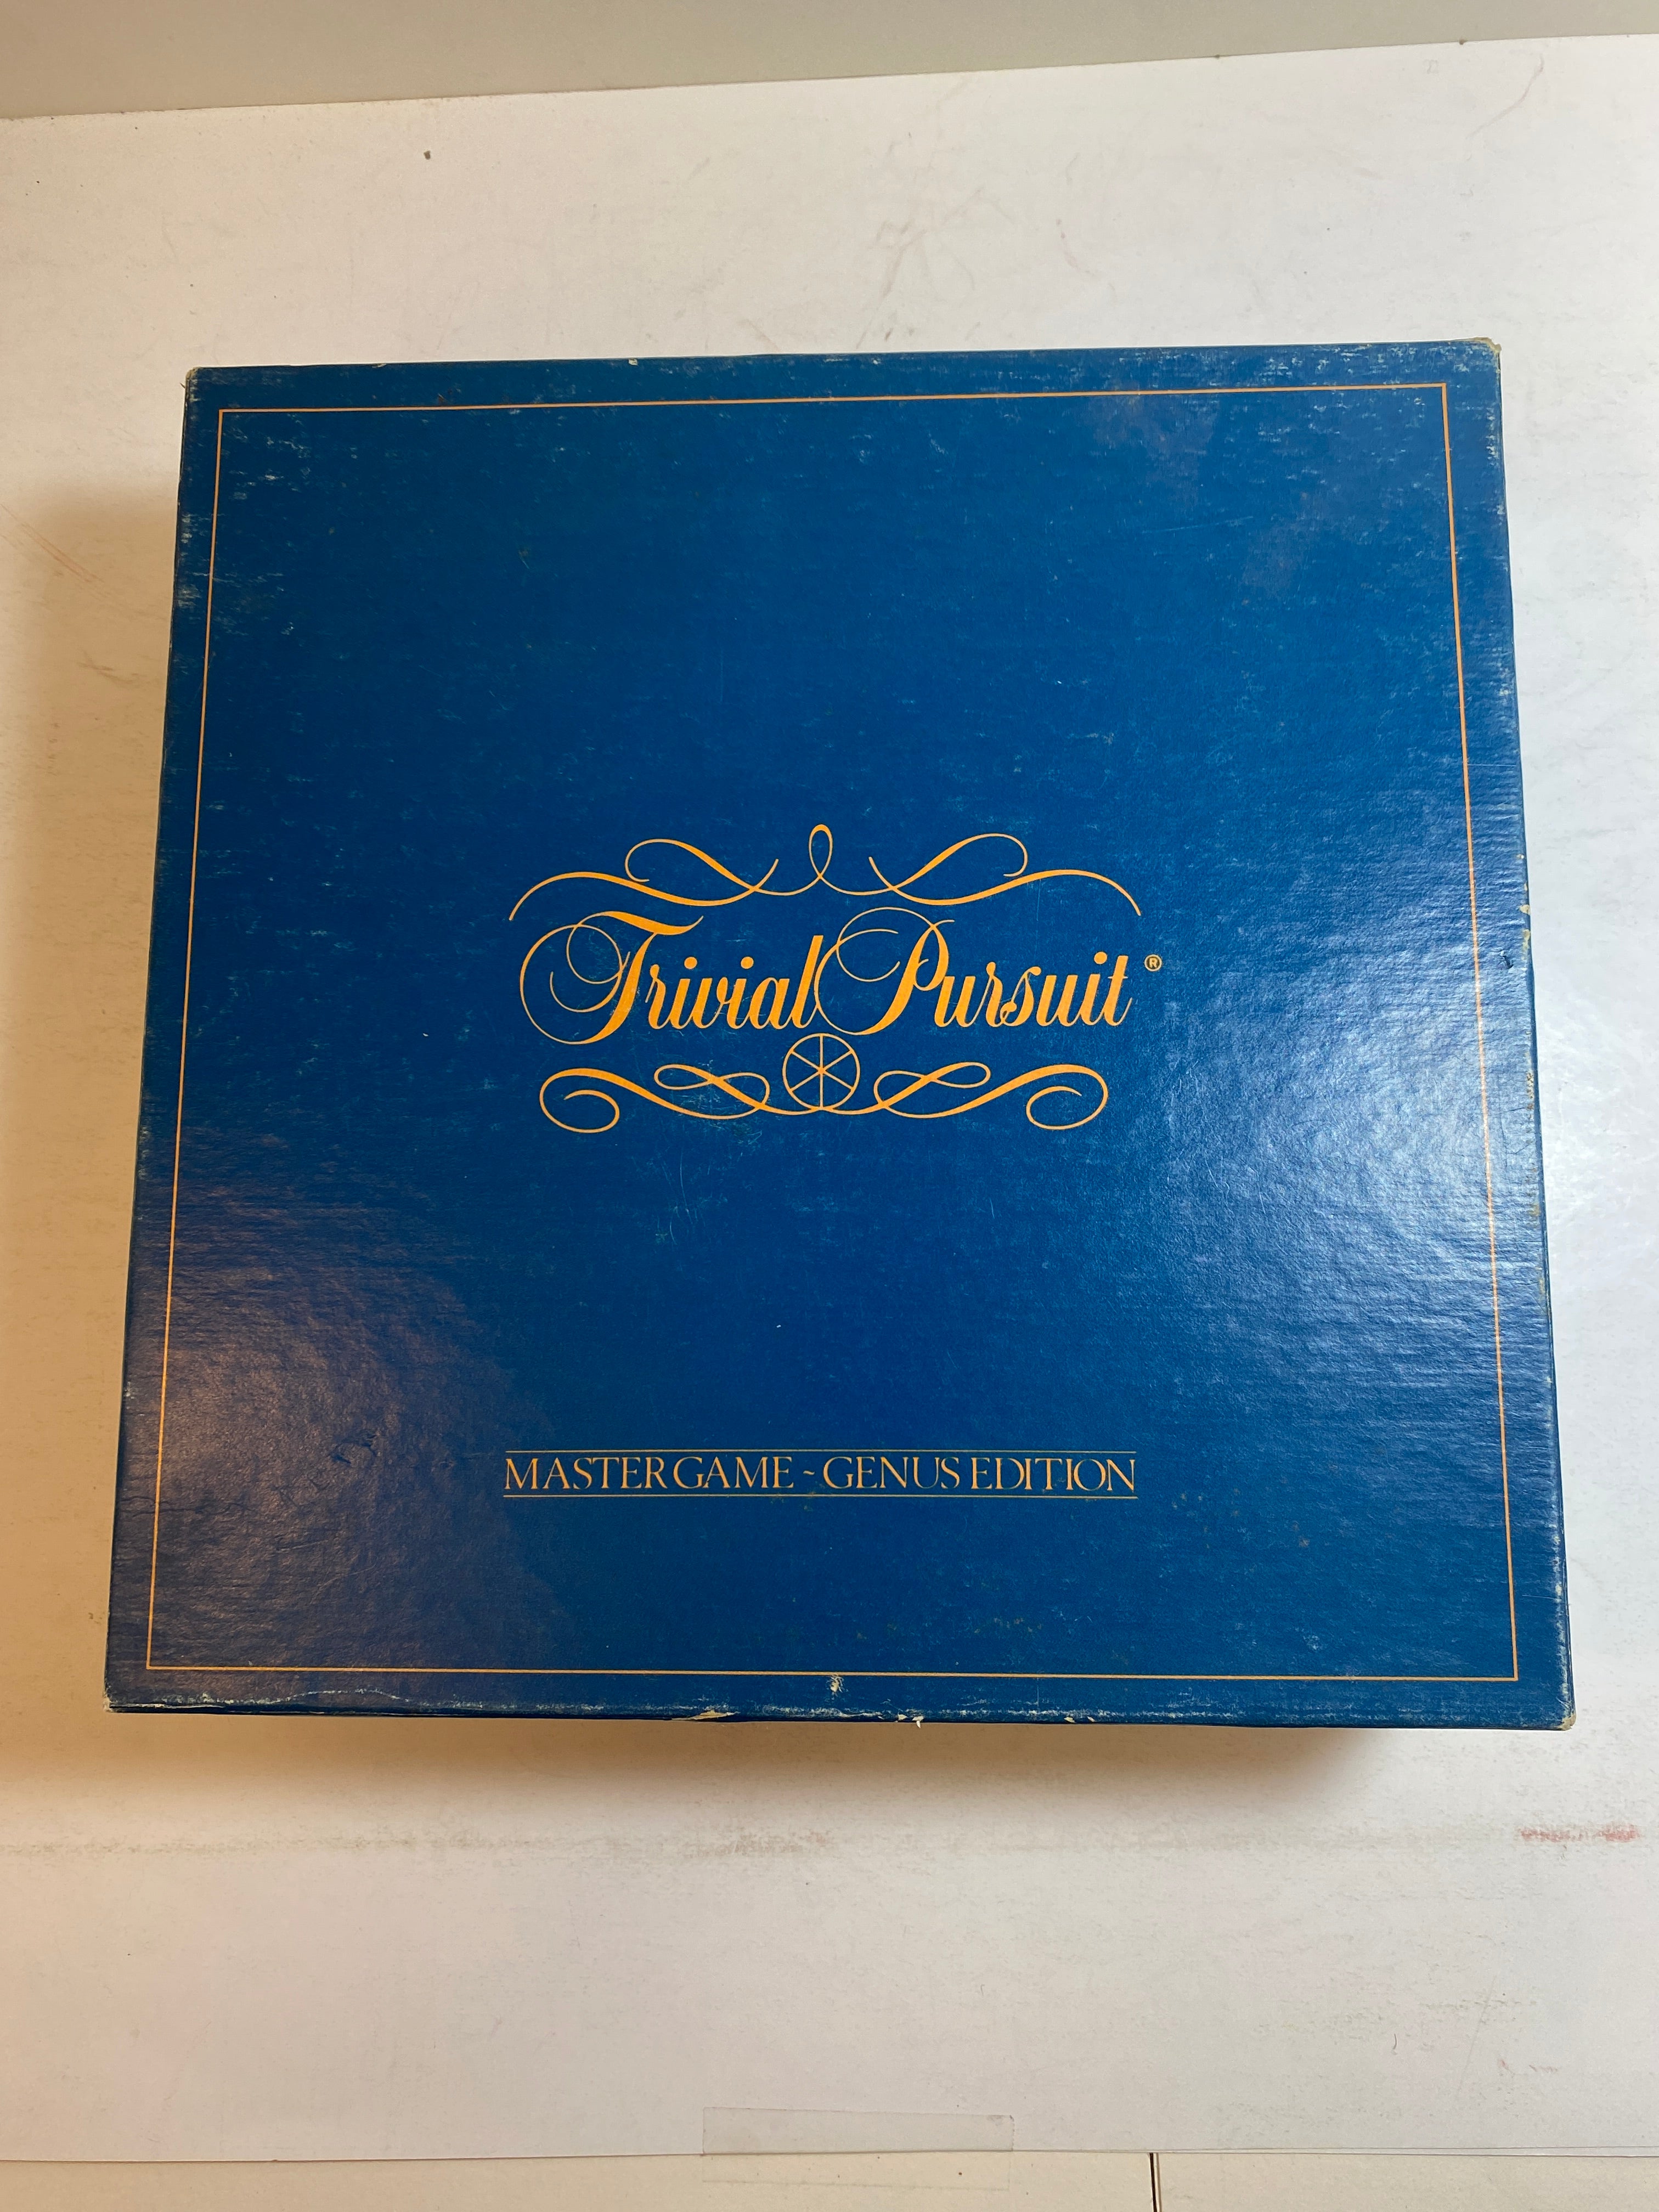 Trivial Pursuit®
MASTER GAME ~ GENUS EDITION